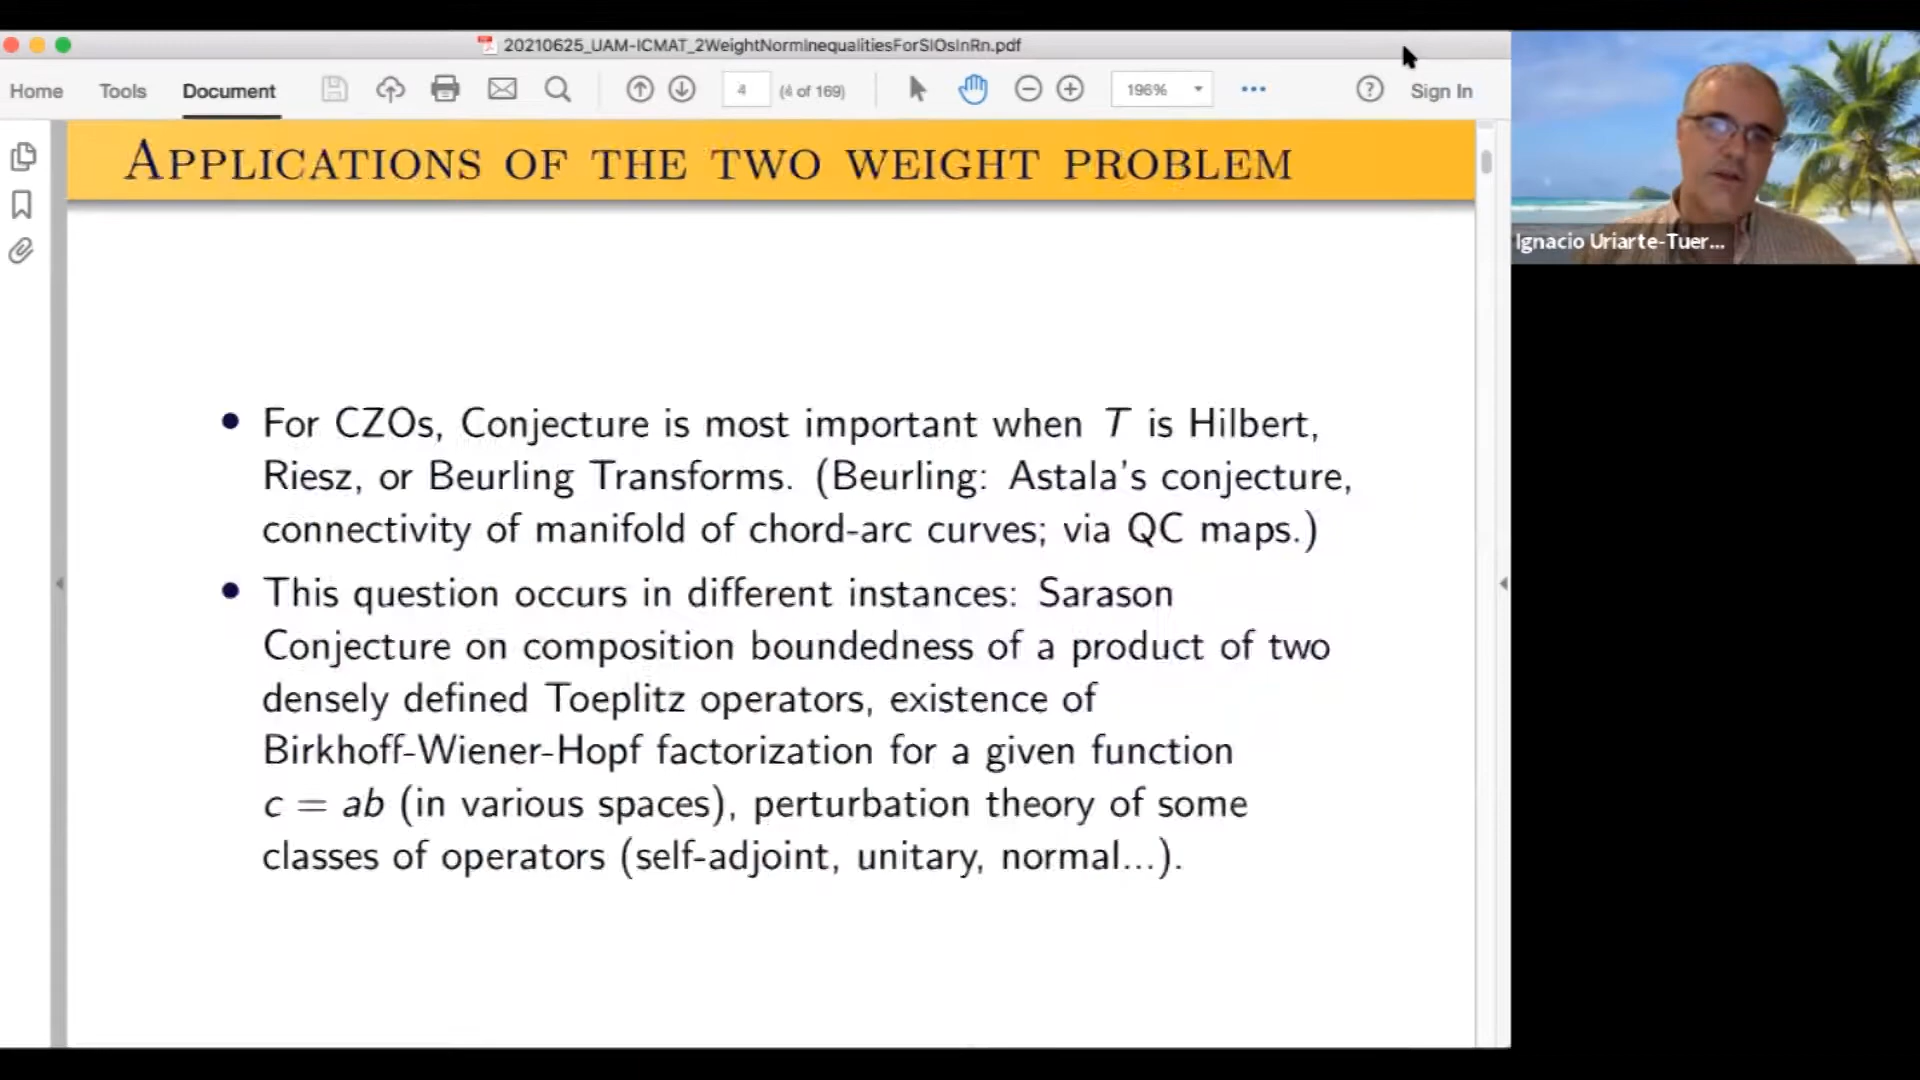 20210625_UAM-ICMAT_2WeightNormInequalitiesForSIOsInRn.pdf
Home Tools Document 4 (4 of 169) 196% Sign In
APPLICATIONS OF THE TWO WEIGHT PROBLEM
Ignacio Uriarte-Tuer...
• For CZOs, Conjecture is most important when T is Hilbert,
Riesz, or Beurling Transforms. (Beurling: Astala's conjecture,
connectivity of manifold of chord-arc curves; via QC maps.)
• This question occurs in different instances: Sarason
Conjecture on composition boundedness of a product of two
densely defined Toeplitz operators, existence of
Birkhoff-Wiener-Hopf factorization for a given function
c = ab (in various spaces), perturbation theory of some
classes of operators (self-adjoint, unitary, normal...).